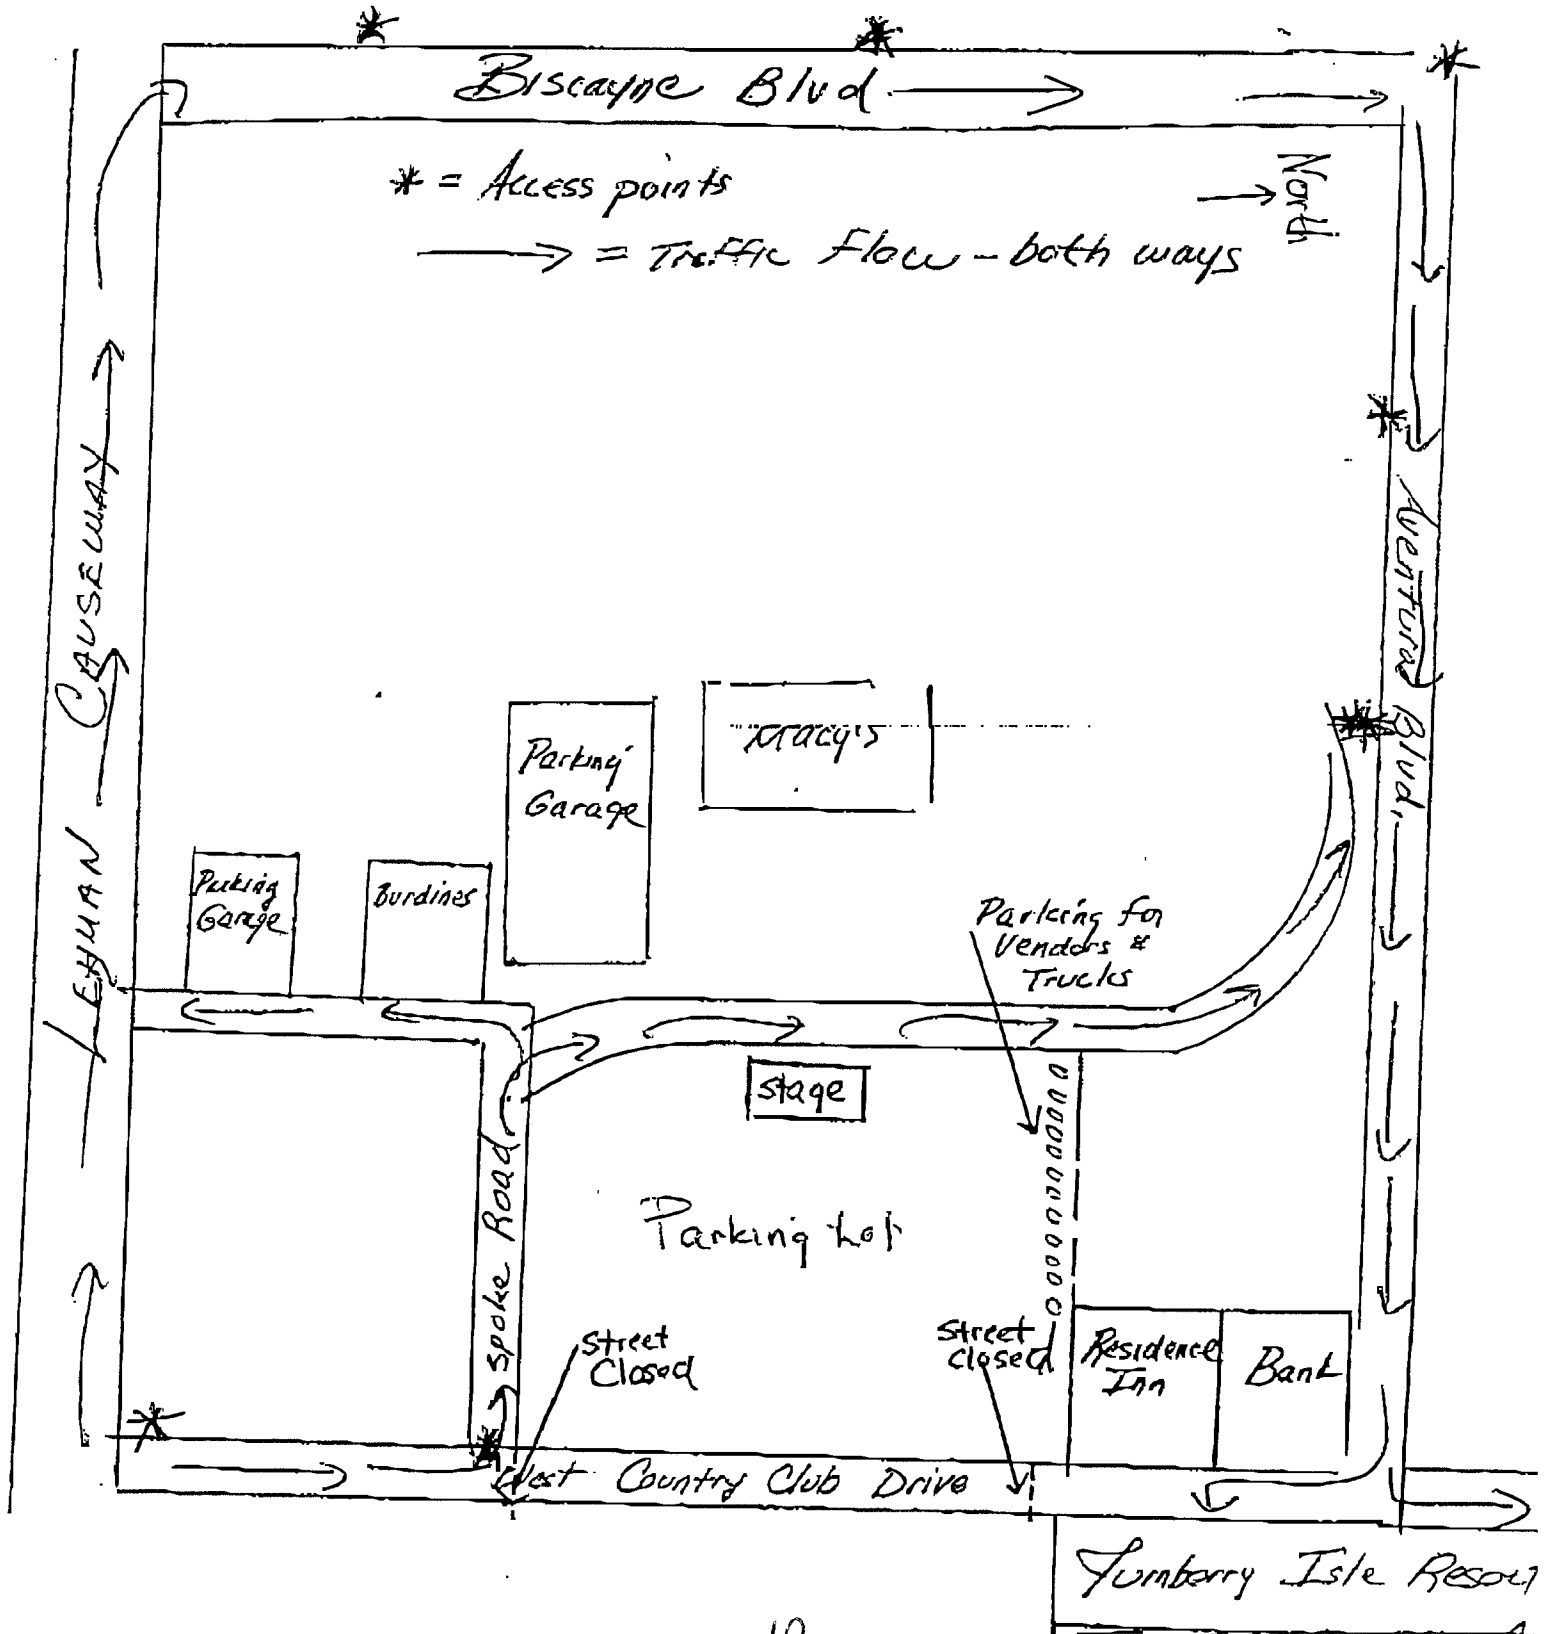 Biscayne Blvd
* = Access points
North
= Traffic Flow - both ways
LEHMAN CAUSEWAY
Aventura Blvd.
Macy's
Parking
Garage
Parking
Garage
Burdines
Parking for
Vendors &
Trucks
stage
Spoke Road
Parking Lot
Street
Closed
Street
closed
Residence
Inn
Bank
West Country Club Drive
Turnberry Isle Resort